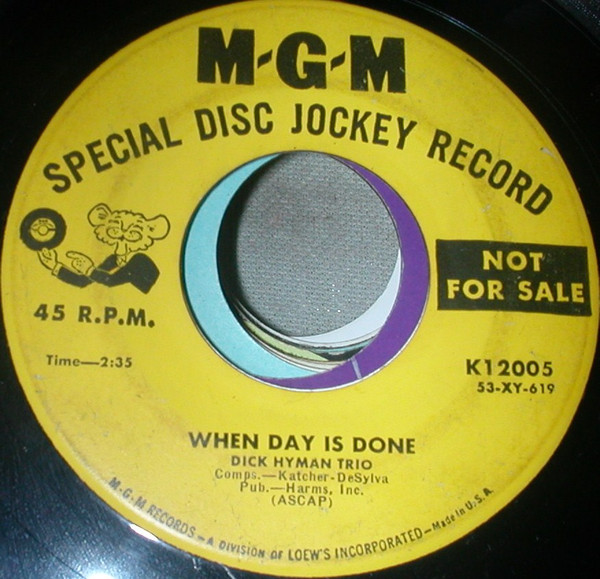 M-G-M
SPECIAL DISC JOCKEY RECORD
NOT
FOR SALE
45 R.P.M.
Time—2:35
K12005
53-XY-619
WHEN DAY IS DONE
DICK HYMAN TRIO
Comps.—Katcher-DeSylva
Pub.—Harms, Inc.
(ASCAP)
M-G-M RECORDS—A DIVISION OF LOEW'S INCORPORATED—Made in U.S.A.